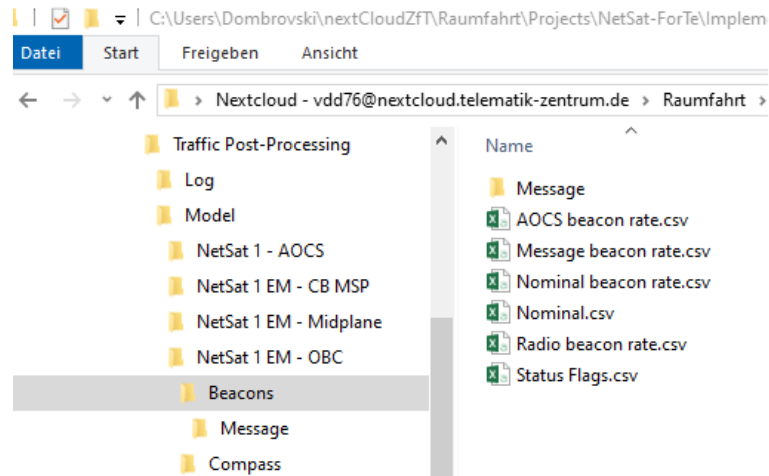 C:\Users\Dombrovski\nextCloudZfT\Raumfahrt\Projects\NetSat-ForTe\Implem
Datei Start Freigeben Ansicht
Nextcloud - vdd76@nextcloud.telematik-zentrum.de > Raumfahrt >
Traffic Post-Processing
Log
Model
NetSat 1 - AOCS
NetSat 1 EM - CB MSP
NetSat 1 EM - Midplane
NetSat 1 EM - OBC
Beacons
Message
Compass
Name
Message
AOCS beacon rate.csv
Message beacon rate.csv
Nominal beacon rate.csv
Nominal.csv
Radio beacon rate.csv
Status Flags.csv